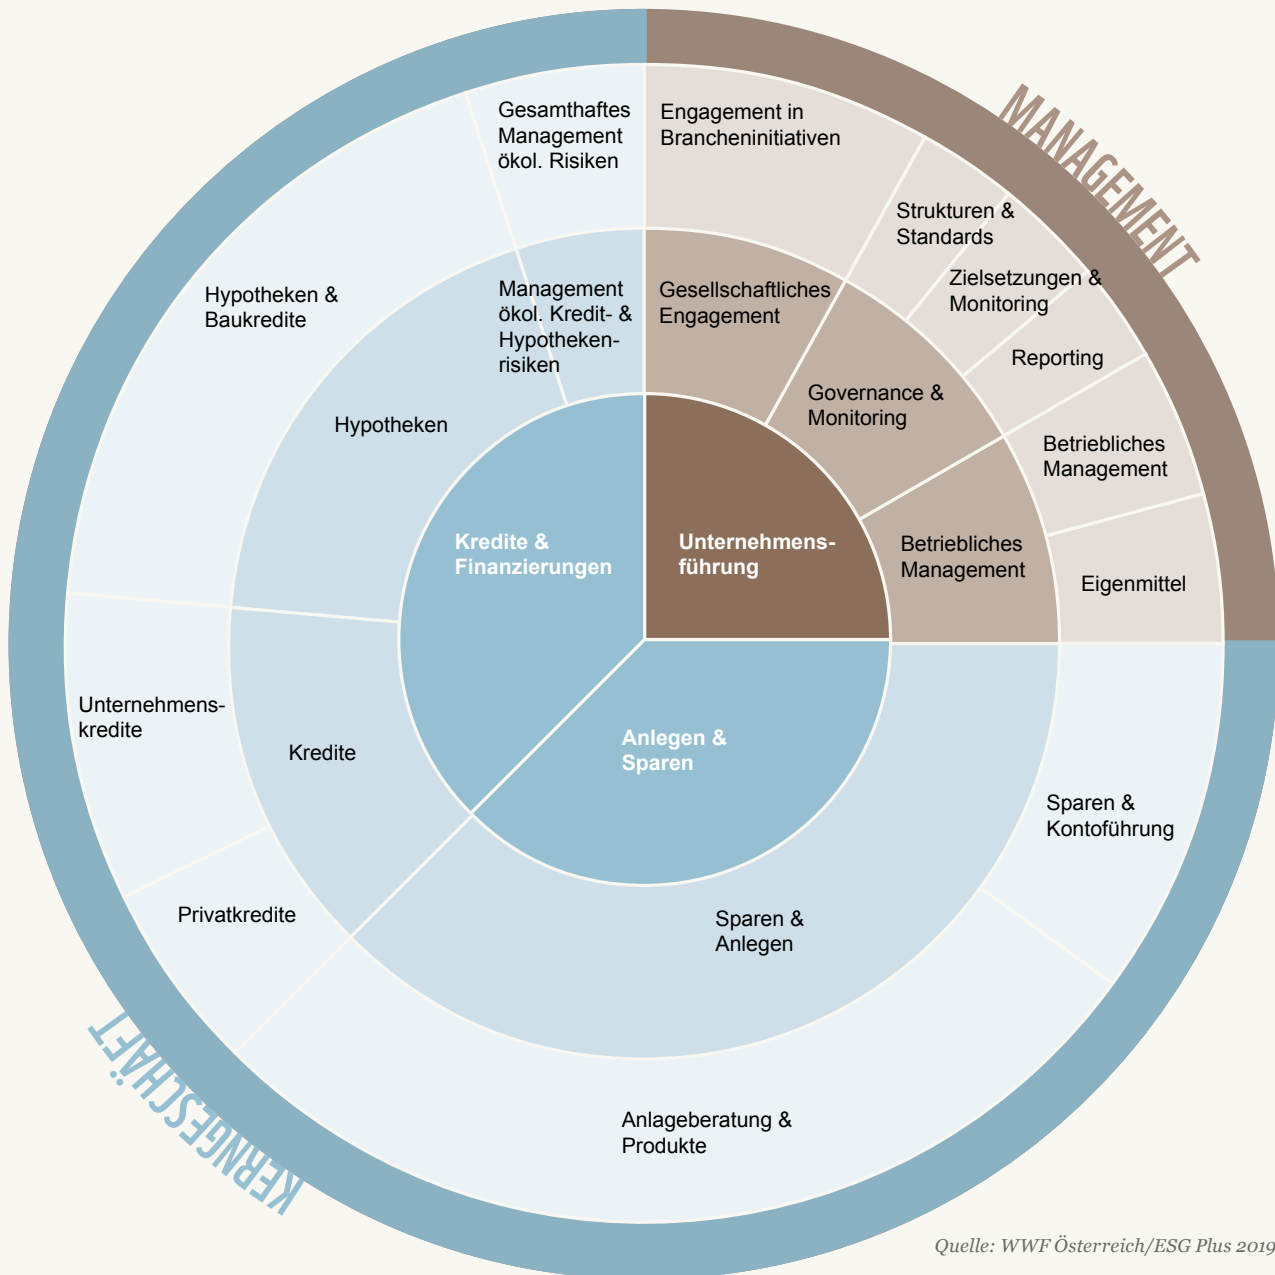 MANAGEMENT
Gesamthaftes
Management
ökol. Risiken
Engagement in
Brancheninitiativen
Strukturen &
Standards
Zielsetzungen &
Monitoring
Reporting
Hypotheken &
Baukredite
Management
ökol. Kredit- &
Hypotheken-
risiken
Gesellschaftliches
Engagement
Governance &
Monitoring
Hypotheken
Betriebliches
Management
Kredite &
Finanzierungen
Unternehmens-
führung
Betriebliches
Management
Eigenmittel
Unternehmens-
kredite
Kredite
Anlegen &
Sparen
Sparen &
Kontoführung
Privatkredite
Sparen &
Anlegen
KERNGESCHÄFT
Anlageberatung &
Produkte
Quelle: WWF Österreich/ESG Plus 2019